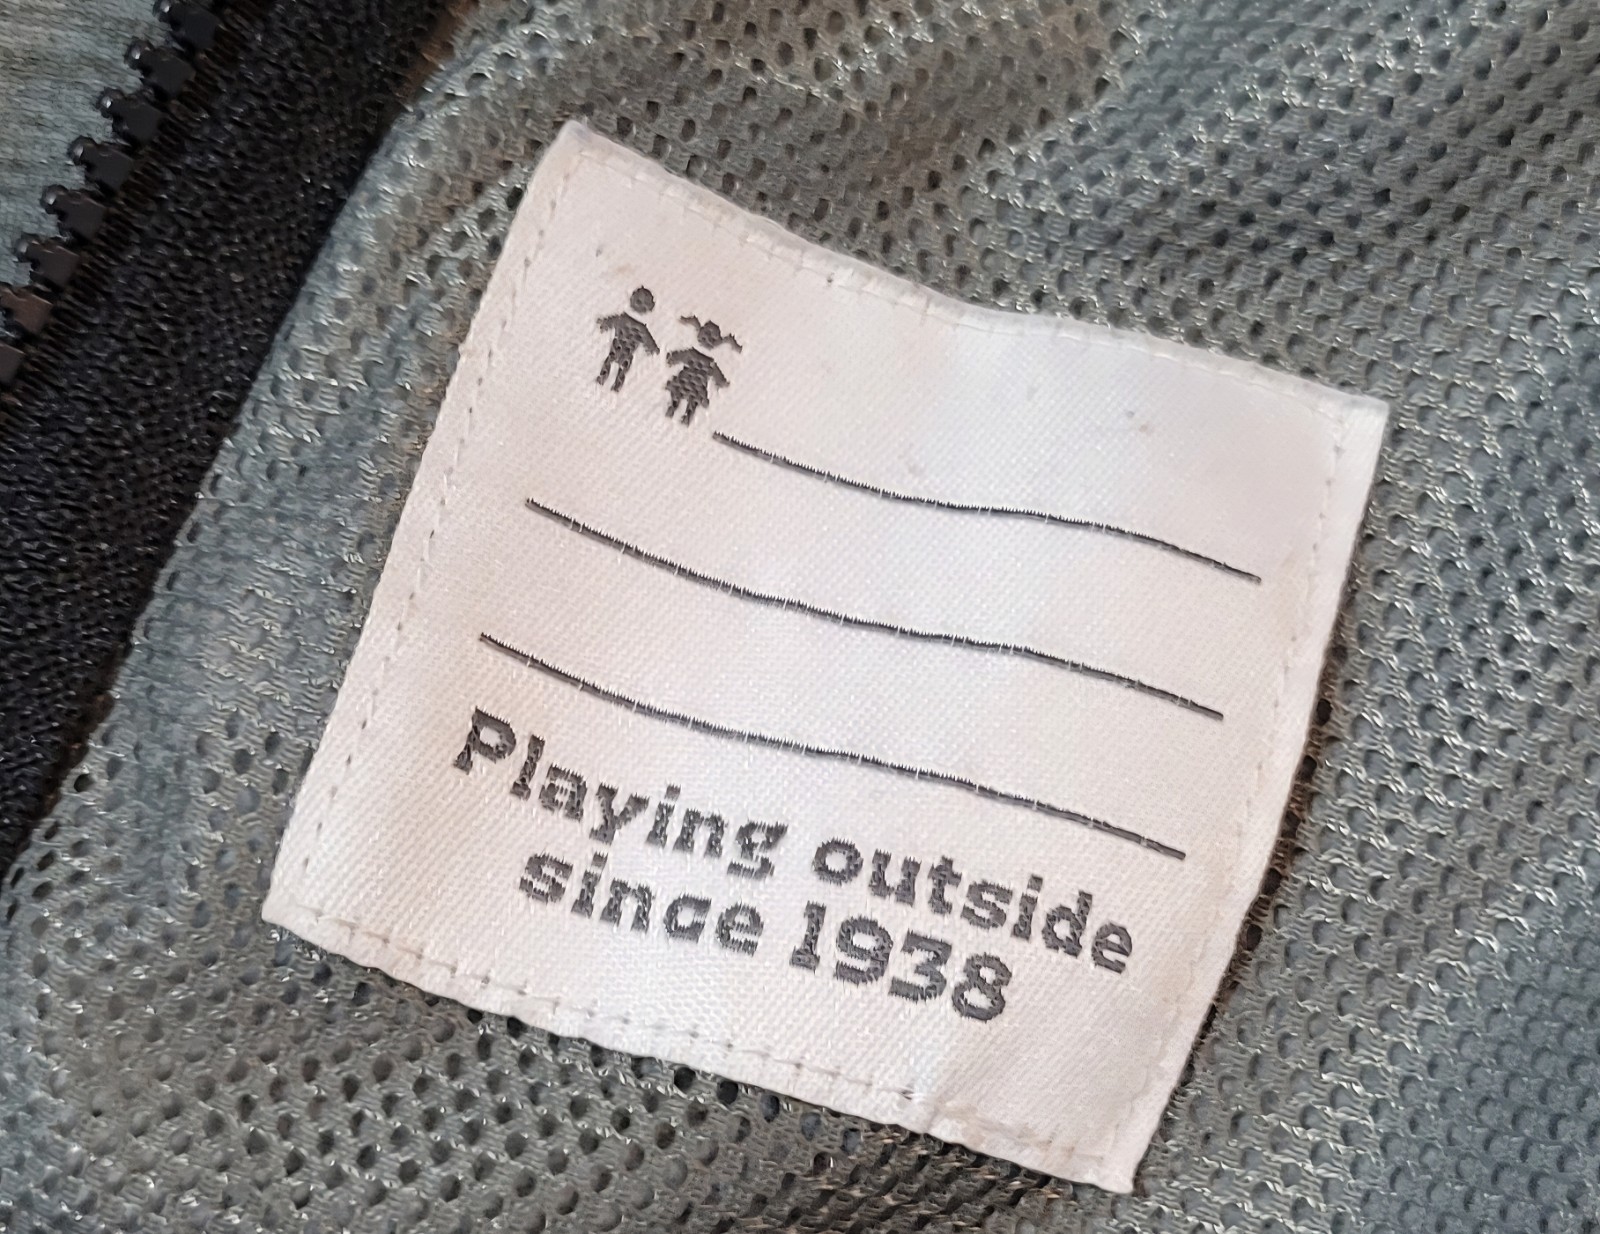 Playing outside
since 1938